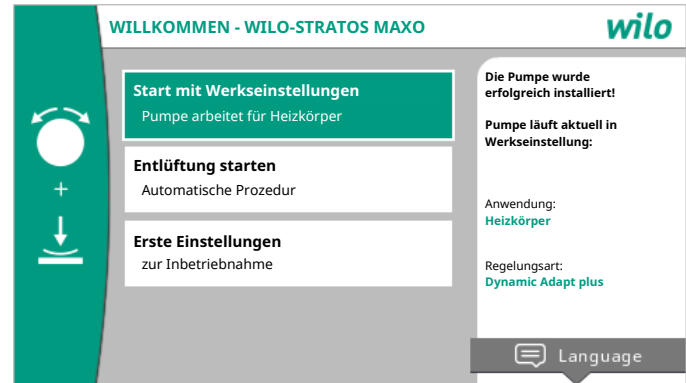 WILLKOMMEN - WILO-STRATOS MAXO
wilo
Start mit Werkseinstellungen
Pumpe arbeitet für Heizkörper
Entlüftung starten
Automatische Prozedur
Erste Einstellungen
zur Inbetriebnahme
+
Die Pumpe wurde
erfolgreich installiert!
Pumpe läuft aktuell in
Werkseinstellung:
Anwendung:
Heizkörper
Regelungsart:
Dynamic Adapt plus
Language